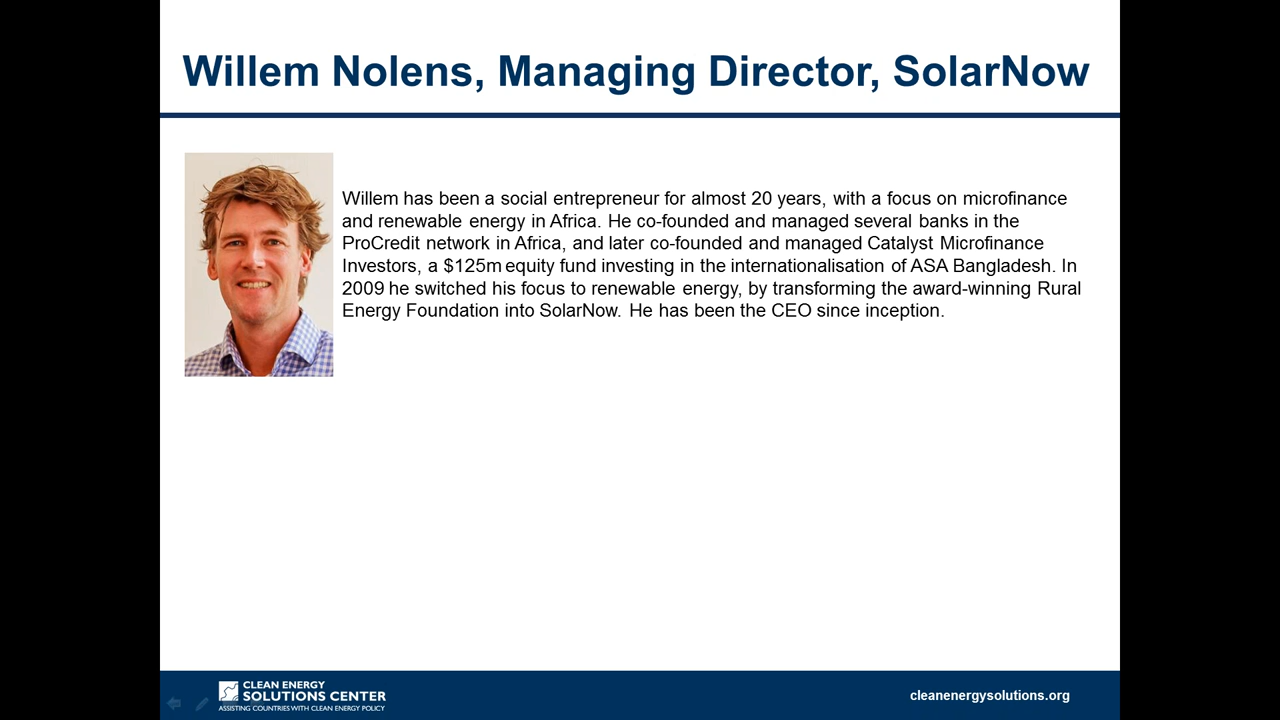 Willem Nolens, Managing Director, SolarNow
Willem has been a social entrepreneur for almost 20 years, with a focus on microfinance
and renewable energy in Africa. He co-founded and managed several banks in the
ProCredit network in Africa, and later co-founded and managed Catalyst Microfinance
Investors, a $125m equity fund investing in the internationalisation of ASA Bangladesh. In
2009 he switched his focus to renewable energy, by transforming the award-winning Rural
Energy Foundation into SolarNow. He has been the CEO since inception.
CLEAN ENERGY
SOLUTIONS CENTER
ASSISTING COUNTRIES WITH CLEAN ENERGY POLICY
cleanenergysolutions.org